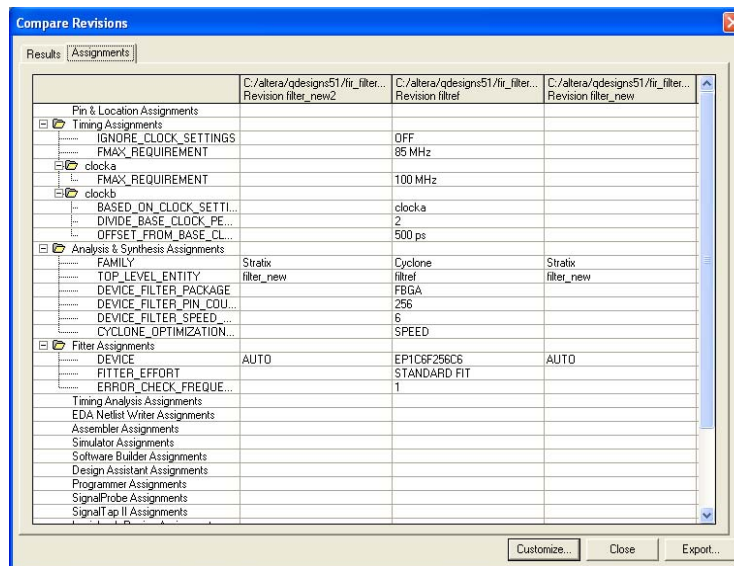 Compare Revisions
Results Assignments
C:/altera/qdesigns51/fir_filter... C:/altera/qdesigns51/fir_filter... C:/altera/qdesigns51/fir_filter...
Revision filter_new2 Revision filtref Revision filter_new
Pin & Location Assignments
Timing Assignments
IGNORE_CLOCK_SETTINGS OFF
FMAX_REQUIREMENT 85 MHz
clocka
FMAX_REQUIREMENT 100 MHz
clockb
BASED_ON_CLOCK_SETTI... clocka
DIVIDE_BASE_CLOCK_PE... 2
OFFSET_FROM_BASE_CL... 500 ps
Analysis & Synthesis Assignments
FAMILY Stratix Cyclone Stratix
TOP_LEVEL_ENTITY filter_new filtref filter_new
DEVICE_FILTER_PACKAGE FBGA
DEVICE_FILTER_PIN_COU... 256
DEVICE_FILTER_SPEED_... 6
CYCLONE_OPTIMIZATION... SPEED
Fitter Assignments
DEVICE AUTO EP1C6F256C6 AUTO
FITTER_EFFORT STANDARD FIT
ERROR_CHECK_FREQUE... 1
Timing Analysis Assignments
EDA Netlist Writer Assignments
Assembler Assignments
Simulator Assignments
Software Builder Assignments
Design Assistant Assignments
Programmer Assignments
SignalProbe Assignments
SignalTap II Assignments
Customize... Close Export...